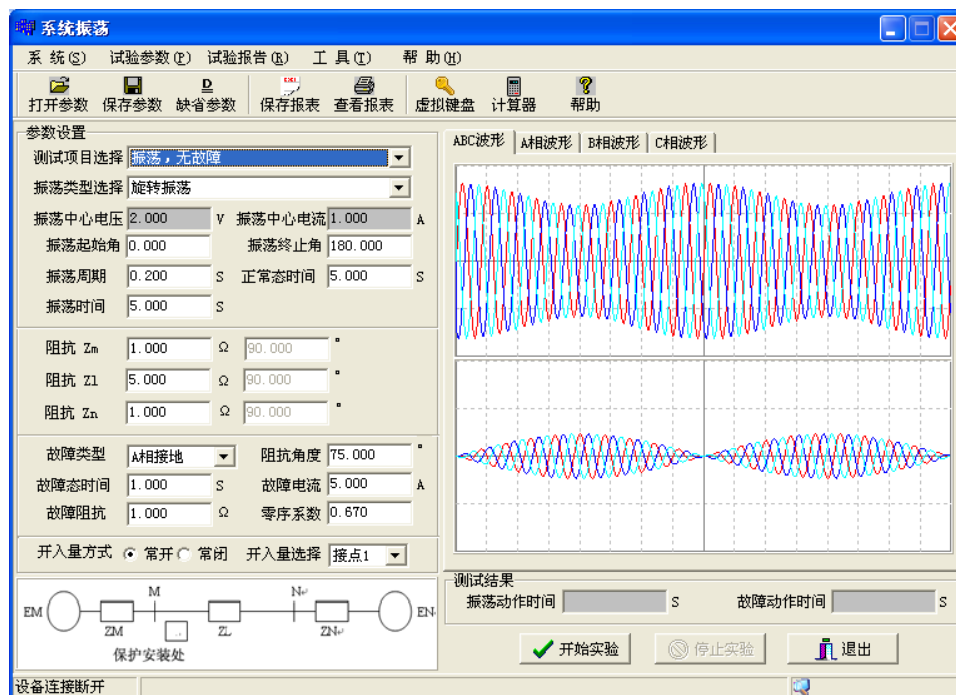 系统振荡
系 统(S) 试验参数(P) 试验报告(R) 工 具(T) 帮 助(H)
打开参数 保存参数 缺省参数 保存报表 查看报表 虚拟键盘 计算器 帮助
参数设置
测试项目选择 振荡，无故障
振荡类型选择 旋转振荡
振荡中心电压 2.000 V 振荡中心电流 1.000 A
振荡起始角 0.000 振荡终止角 180.000
振荡周期 0.200 S 正常态时间 5.000 S
振荡时间 5.000 S
阻抗 Zm 1.000 Ω 90.000 °
阻抗 Zl 5.000 Ω 90.000 °
阻抗 Zn 1.000 Ω 90.000 °
故障类型 A相接地 阻抗角度 75.000 °
故障态时间 1.000 S 故障电流 5.000 A
故障阻抗 1.000 Ω 零序系数 0.670
开入量方式 常开 常闭 开入量选择 接点1
M N
EM EN
ZM ZL ZN
保护安装处
ABC波形 A相波形 B相波形 C相波形
测试结果
振荡动作时间 S 故障动作时间 S
开始实验 停止实验 退出
设备连接断开